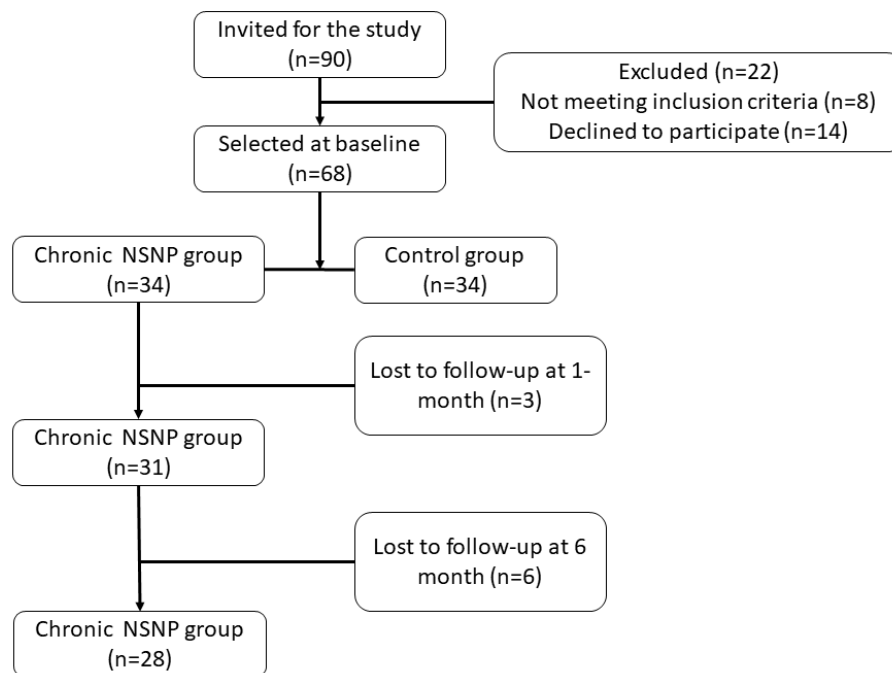 Invited for the study
(n=90)
Excluded (n=22)
Not meeting inclusion criteria (n=8)
Declined to participate (n=14)
Selected at baseline
(n=68)
Chronic NSNP group
(n=34)
Control group
(n=34)
Lost to follow-up at 1-
month (n=3)
Chronic NSNP group
(n=31)
Lost to follow-up at 6
month (n=6)
Chronic NSNP group
(n=28)